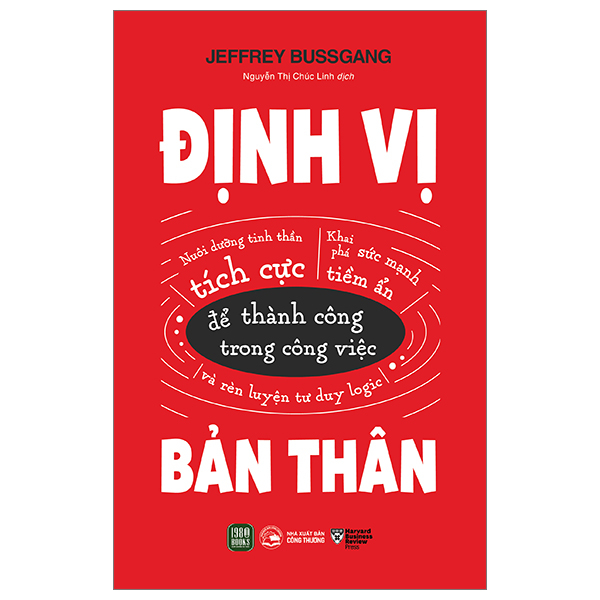 JEFFREY BUSSGANG
Nguyễn Thị Chúc Linh dịch
ĐỊNH VỊ
Nuôi dưỡng tinh thần
tích cực
Khai
phá sức mạnh
tiềm ẩn
để thành công
trong công việc
và rèn luyện tư duy logic
BẢN THÂN
1980
BOOKS
NHÀ XUẤT BẢN
CÔNG THƯƠNG
Harvard
Business
Review
Press